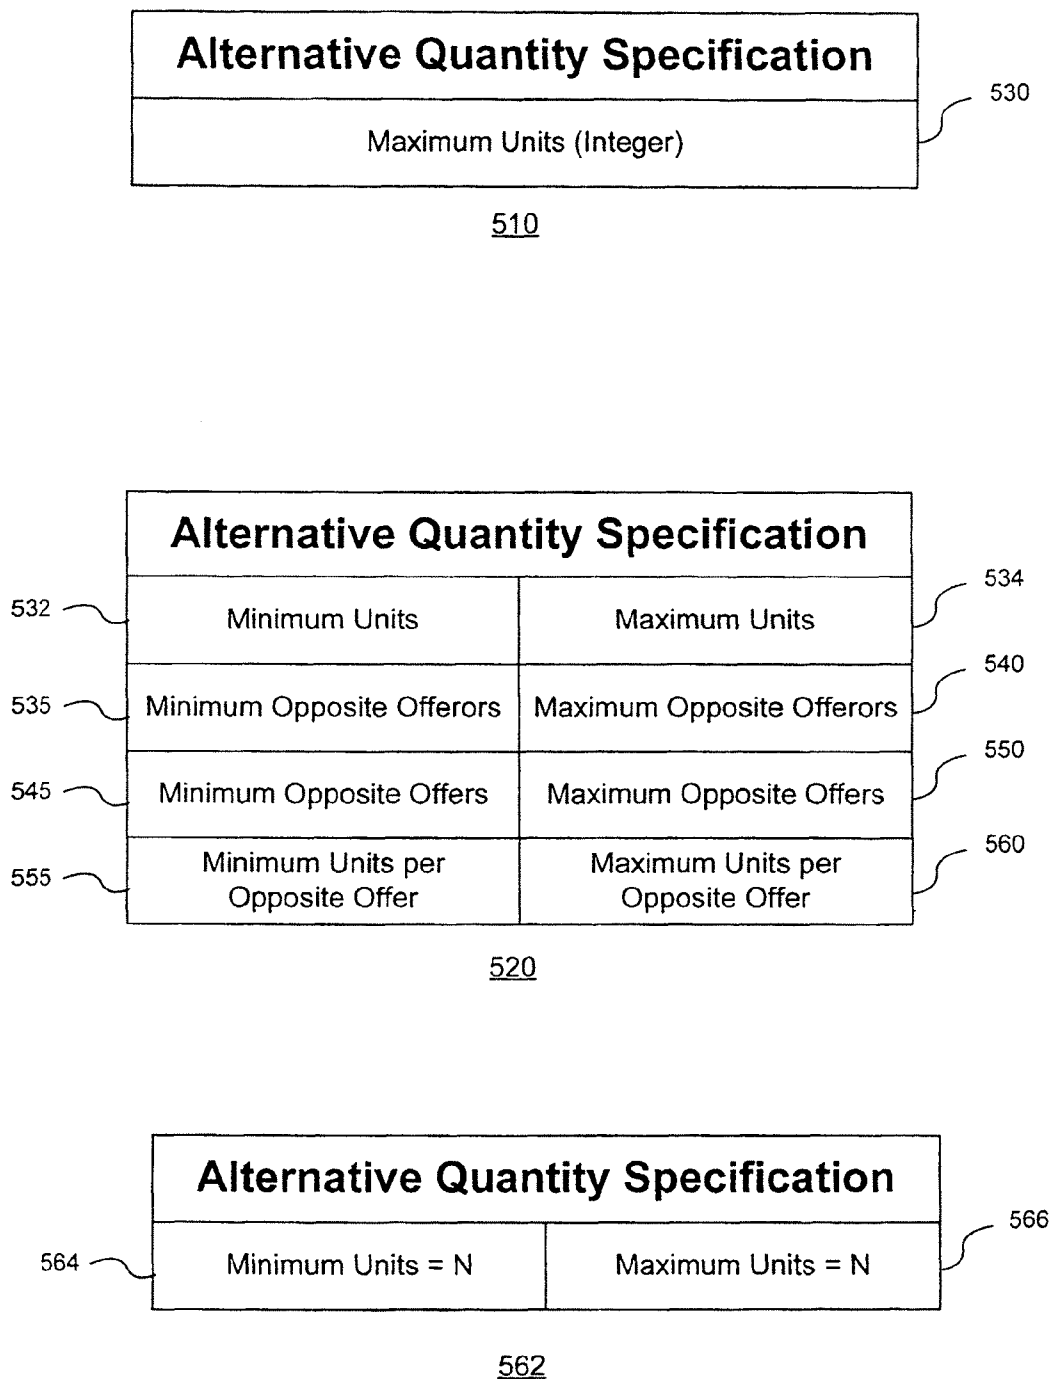 Alternative Quantity Specification
530
Maximum Units (Integer)
510
Alternative Quantity Specification
532
Minimum Units
Maximum Units
534
535
Minimum Opposite Offerors
Maximum Opposite Offerors
540
545
Minimum Opposite Offers
Maximum Opposite Offers
550
555
Minimum Units per
Opposite Offer
Maximum Units per
Opposite Offer
560
520
Alternative Quantity Specification
564
Minimum Units = N
Maximum Units = N
566
562